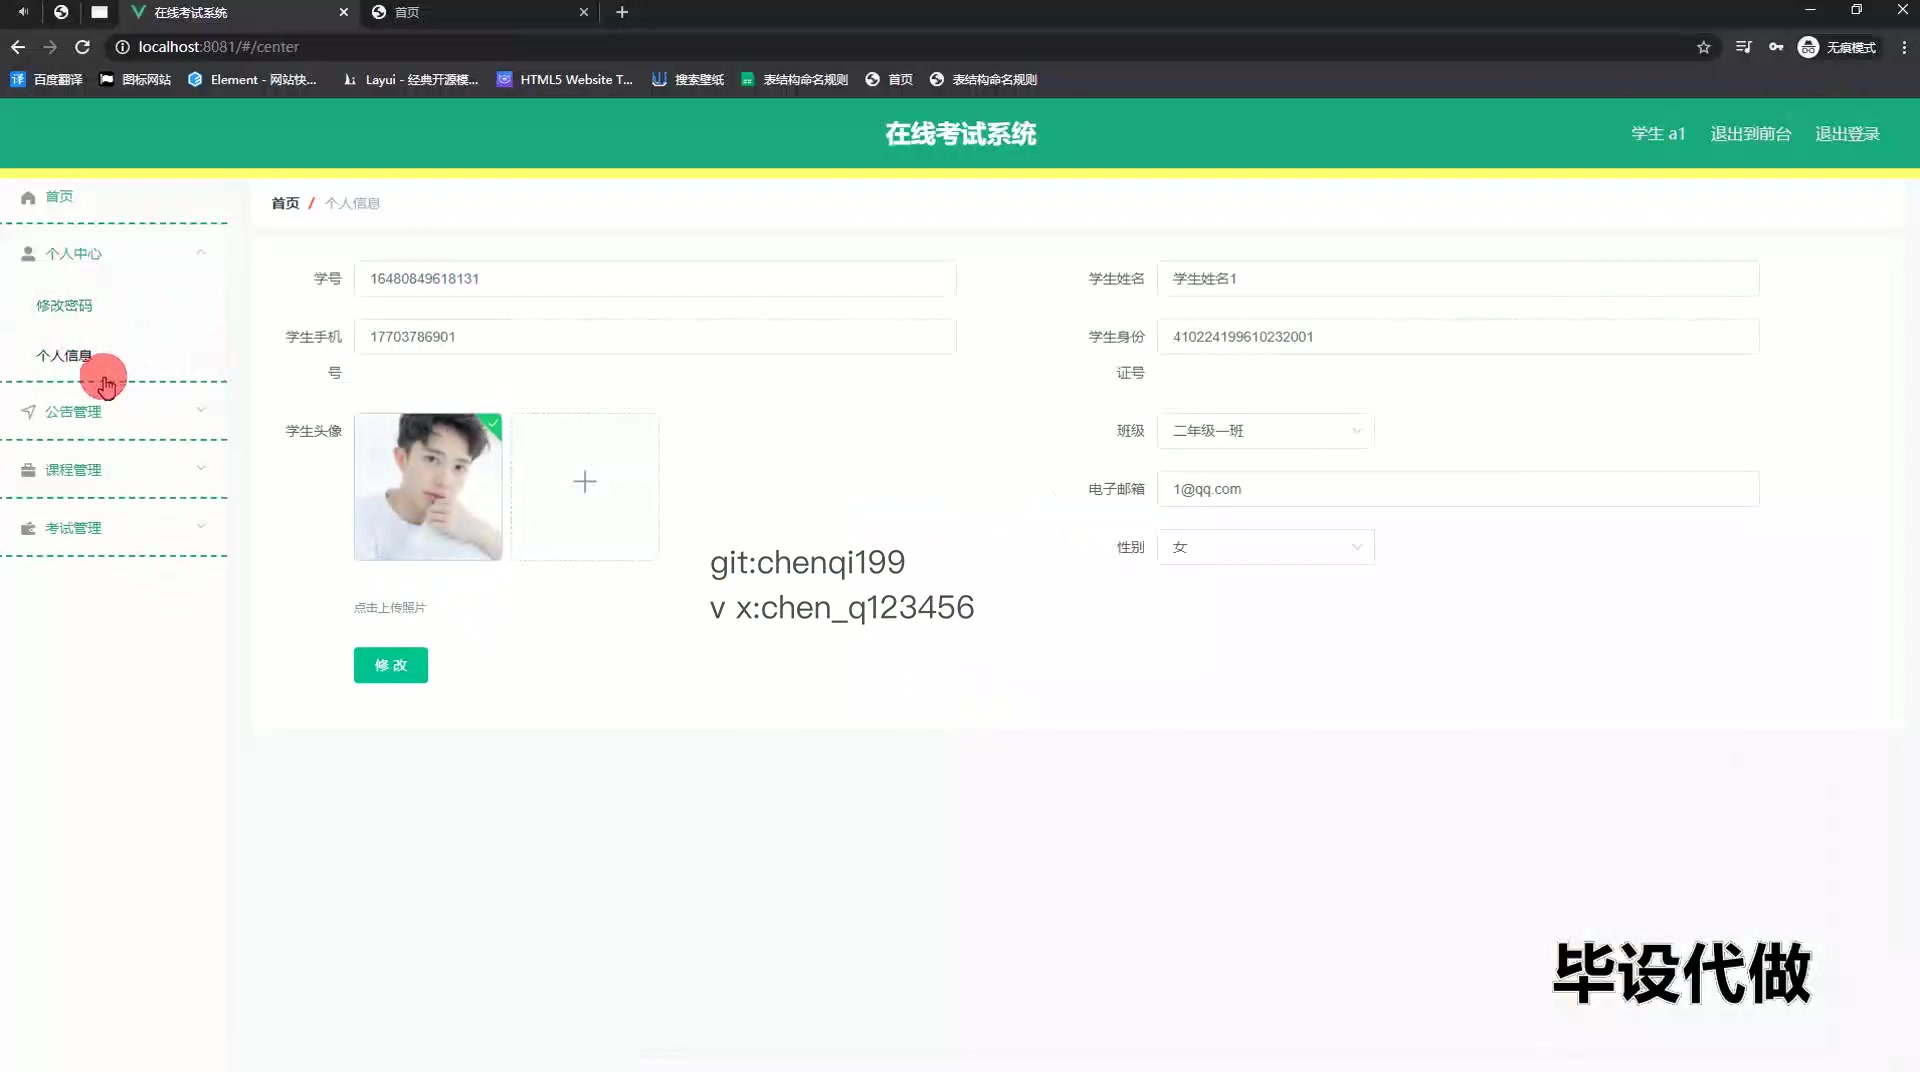 在线考试系统
首页
localhost:8081/#/center
无痕模式
百度翻译
图标网站
Element - 网站快...
Layui - 经典开源模...
HTML5 Website T...
搜索壁纸
表结构命名规则
首页
表结构命名规则
在线考试系统
学生 a1
退出到前台
退出登录
首页
个人中心
修改密码
个人信息
公告管理
课程管理
考试管理
首页 / 个人信息
学号
16480849618131
学生姓名
学生姓名1
学生手机
号
17703786901
学生身份
证号
410224199610232001
学生头像
点击上传照片
班级
二年级一班
电子邮箱
1@qq.com
性别
女
修 改
git:chenqi199
v x:chen_q123456
毕设代做